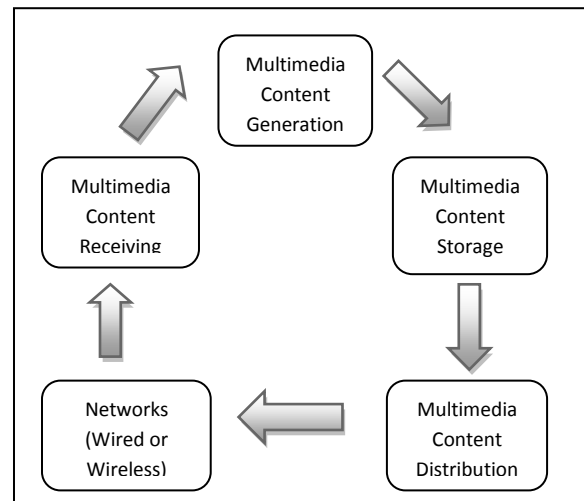 Multimedia
Content
Generation
Multimedia
Content
Storage
Multimedia
Content
Distribution
Networks
(Wired or
Wireless)
Multimedia
Content
Receiving